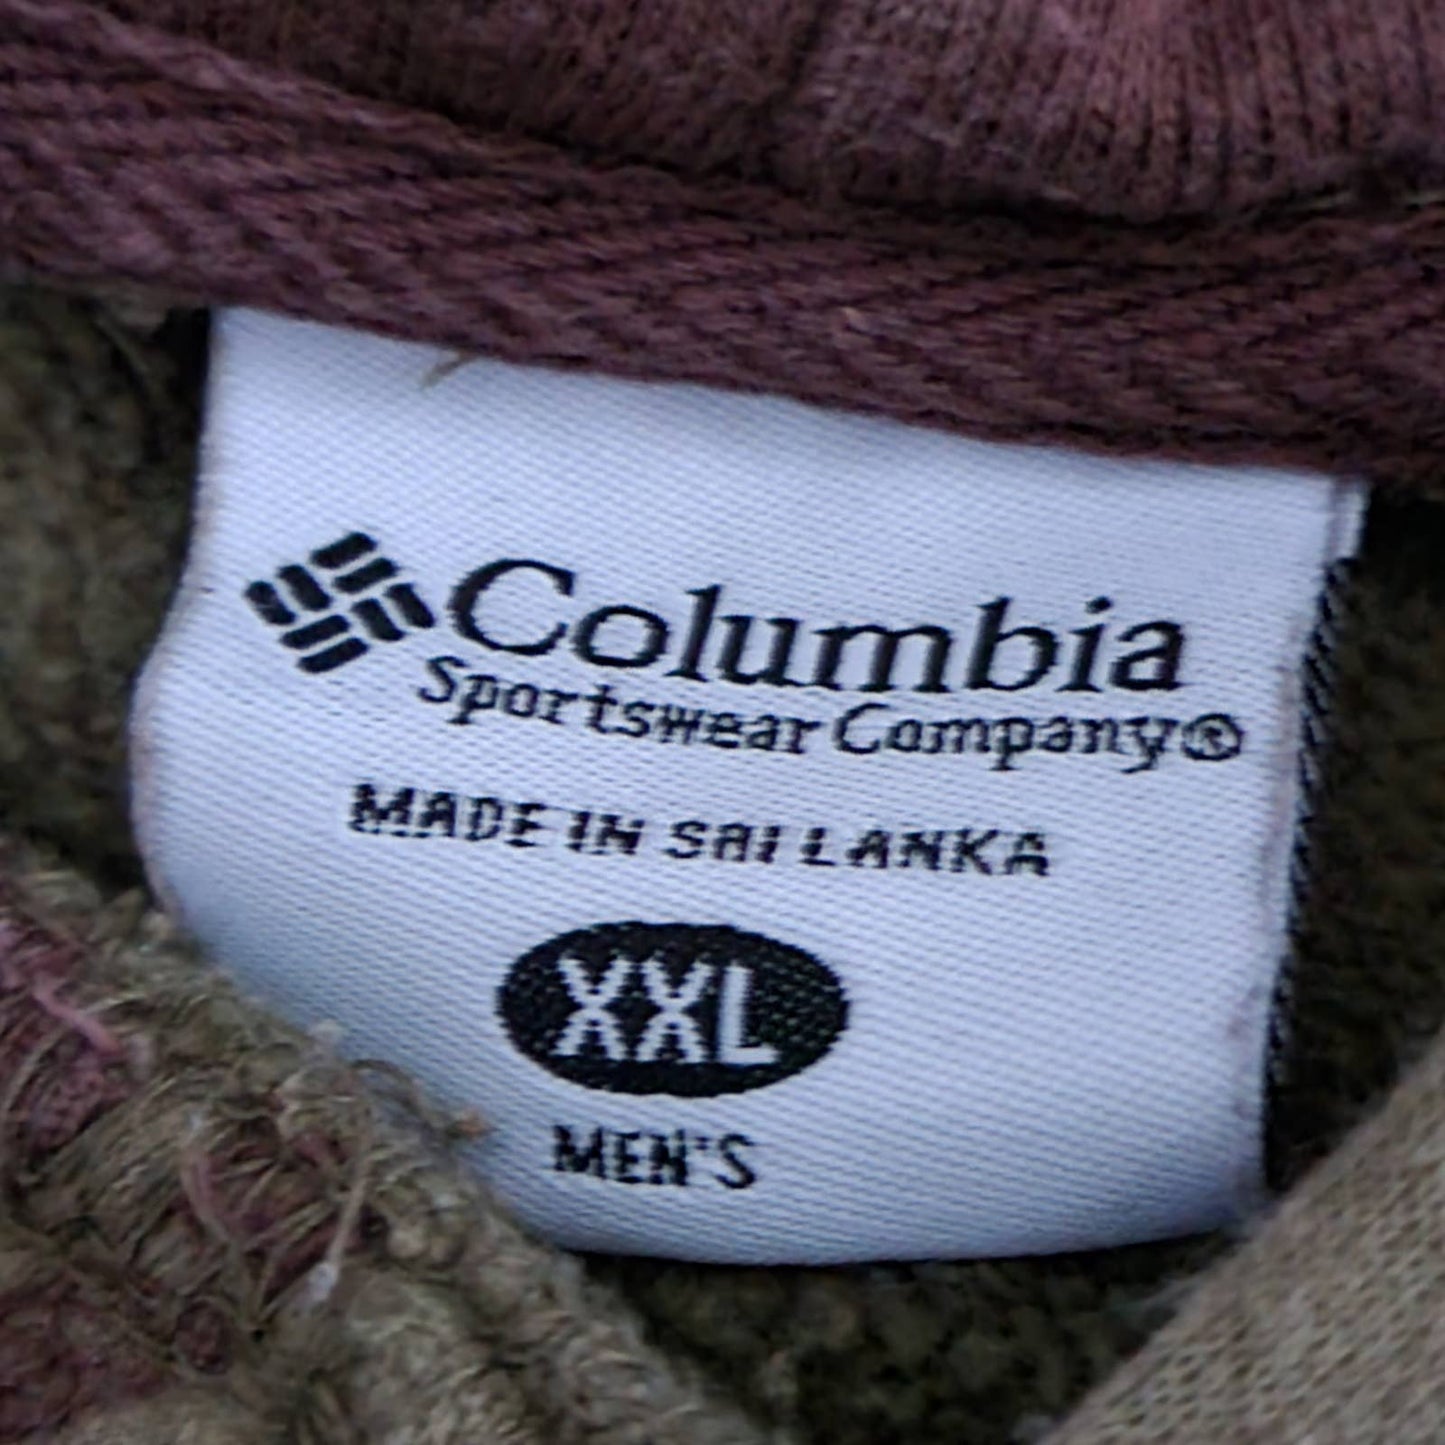 Columbia
Sportswear Company®
MADE IN SRI LANKA
XXL
MEN'S